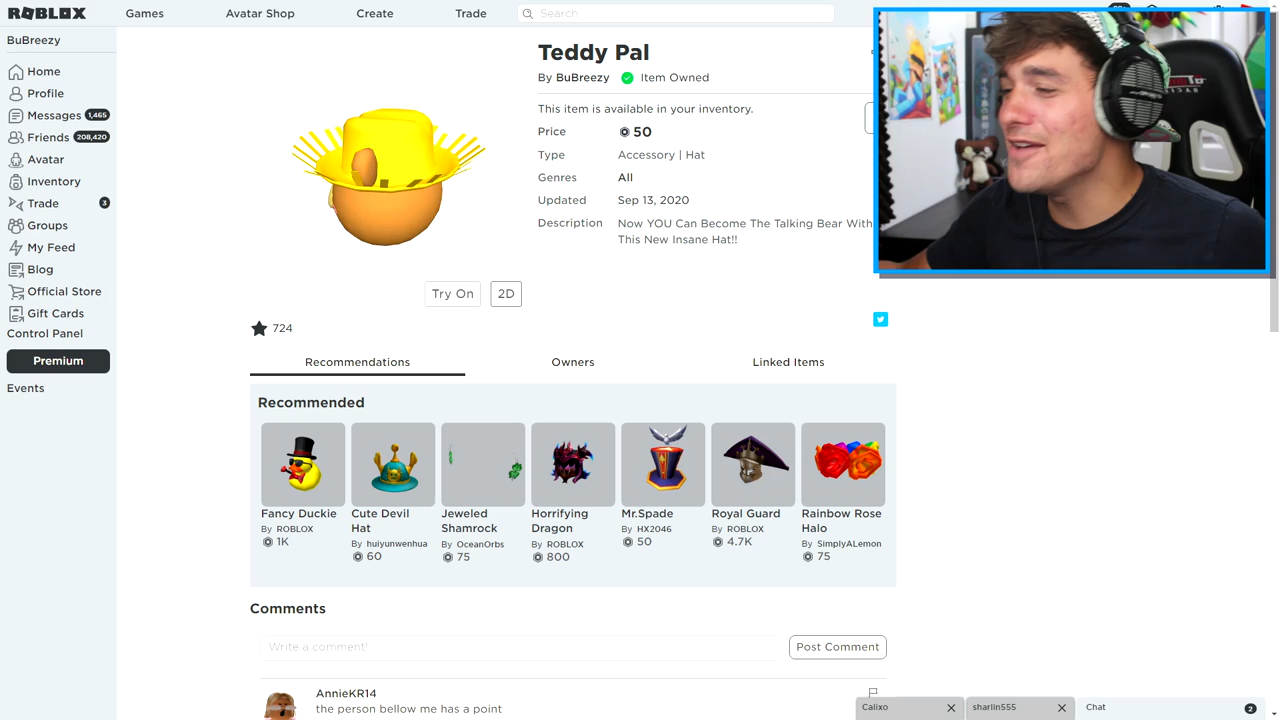 ROBLOX
Games
Avatar Shop
Create
Trade
Search
BuBreezy
Home
Profile
Messages 1,465
Friends 208,420
Avatar
Inventory
Trade 3
Groups
My Feed
Blog
Official Store
Gift Cards
Control Panel
Premium
Events
Teddy Pal
By BuBreezy Item Owned
This item is available in your inventory.
Price 50
Type Accessory | Hat
Genres All
Updated Sep 13, 2020
Description Now YOU Can Become The Talking Bear With
This New Insane Hat!!
Try On
2D
724
Recommendations
Owners
Linked Items
Recommended
Fancy Duckie
By ROBLOX
1K
Cute Devil
Hat
By huiyunwenhua
60
Jeweled
Shamrock
By OceanOrbs
75
Horrifying
Dragon
By ROBLOX
800
Mr.Spade
By HX2046
50
Royal Guard
By ROBLOX
4.7K
Rainbow Rose
Halo
By SimplyALemon
75
Comments
Write a comment!
Post Comment
AnnieKR14
the person bellow me has a point
Calixo
sharlin555
Chat 2